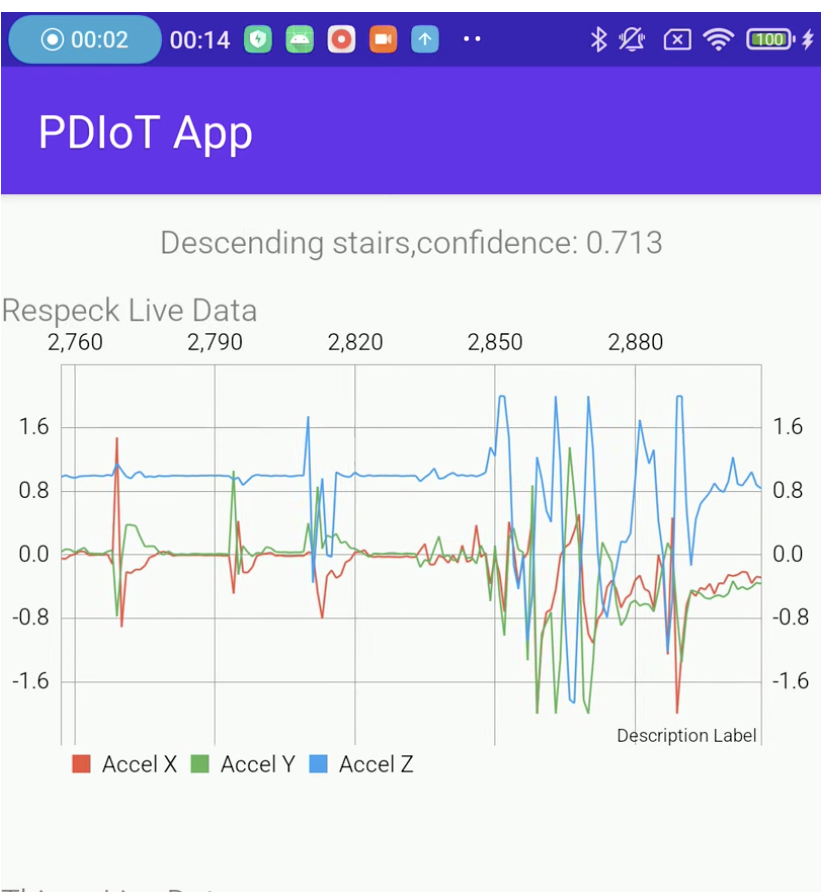 00:02 00:14 100
PDIoT App
Descending stairs,confidence: 0.713
Respeck Live Data
2,760 2,790 2,820 2,850 2,880
1.6 1.6
0.8 0.8
0.0 0.0
-0.8 -0.8
-1.6 -1.6
Description Label
Accel X Accel Y Accel Z